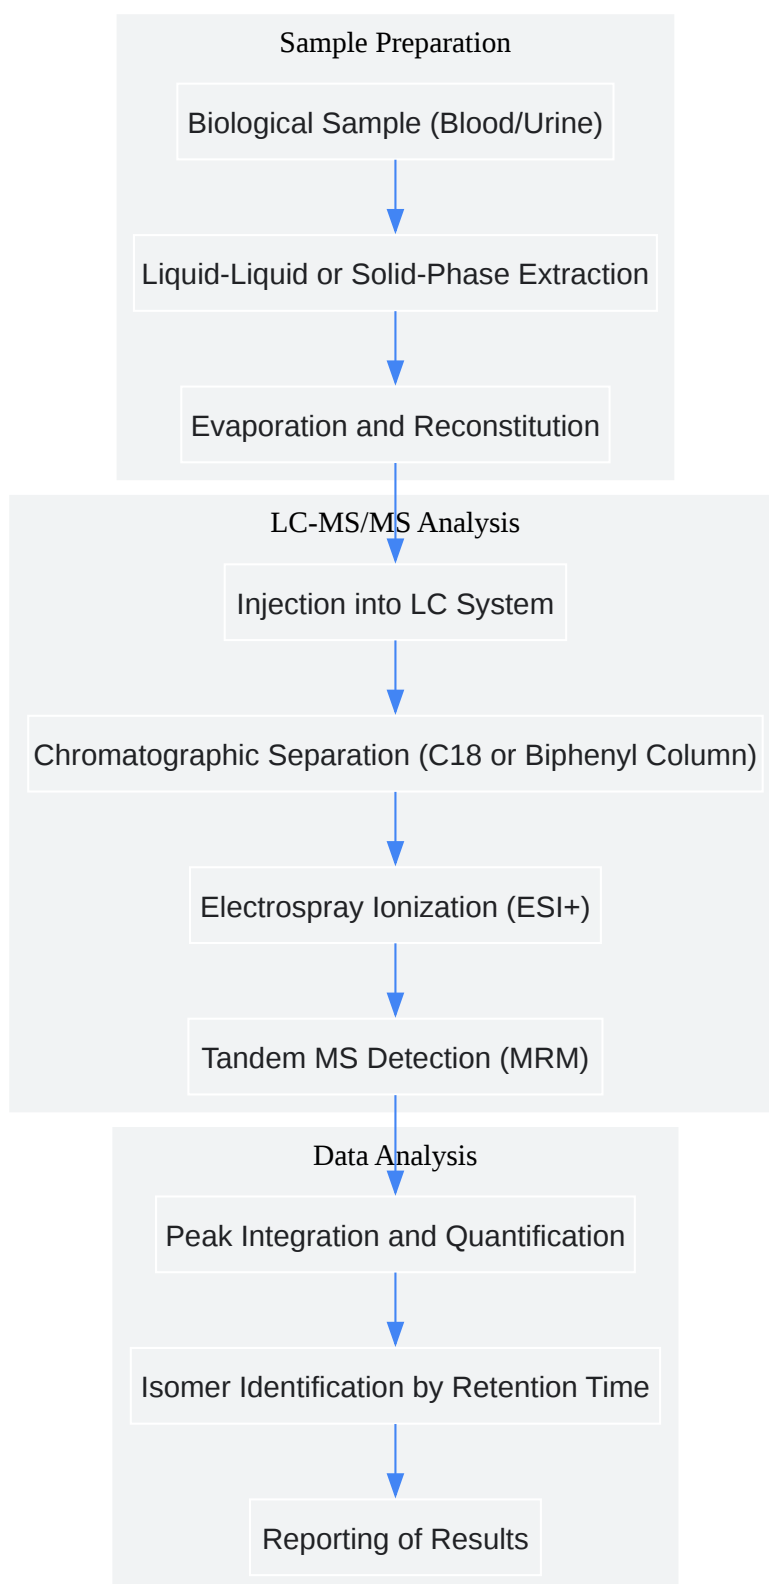 Sample Preparation
Biological Sample (Blood/Urine)
Liquid-Liquid or Solid-Phase Extraction
Evaporation and Reconstitution
LC-MS/MS Analysis
Injection into LC System
Chromatographic Separation (C18 or Biphenyl Column)
Electrospray Ionization (ESI+)
Tandem MS Detection (MRM)
Data Analysis
Peak Integration and Quantification
Isomer Identification by Retention Time
Reporting of Results